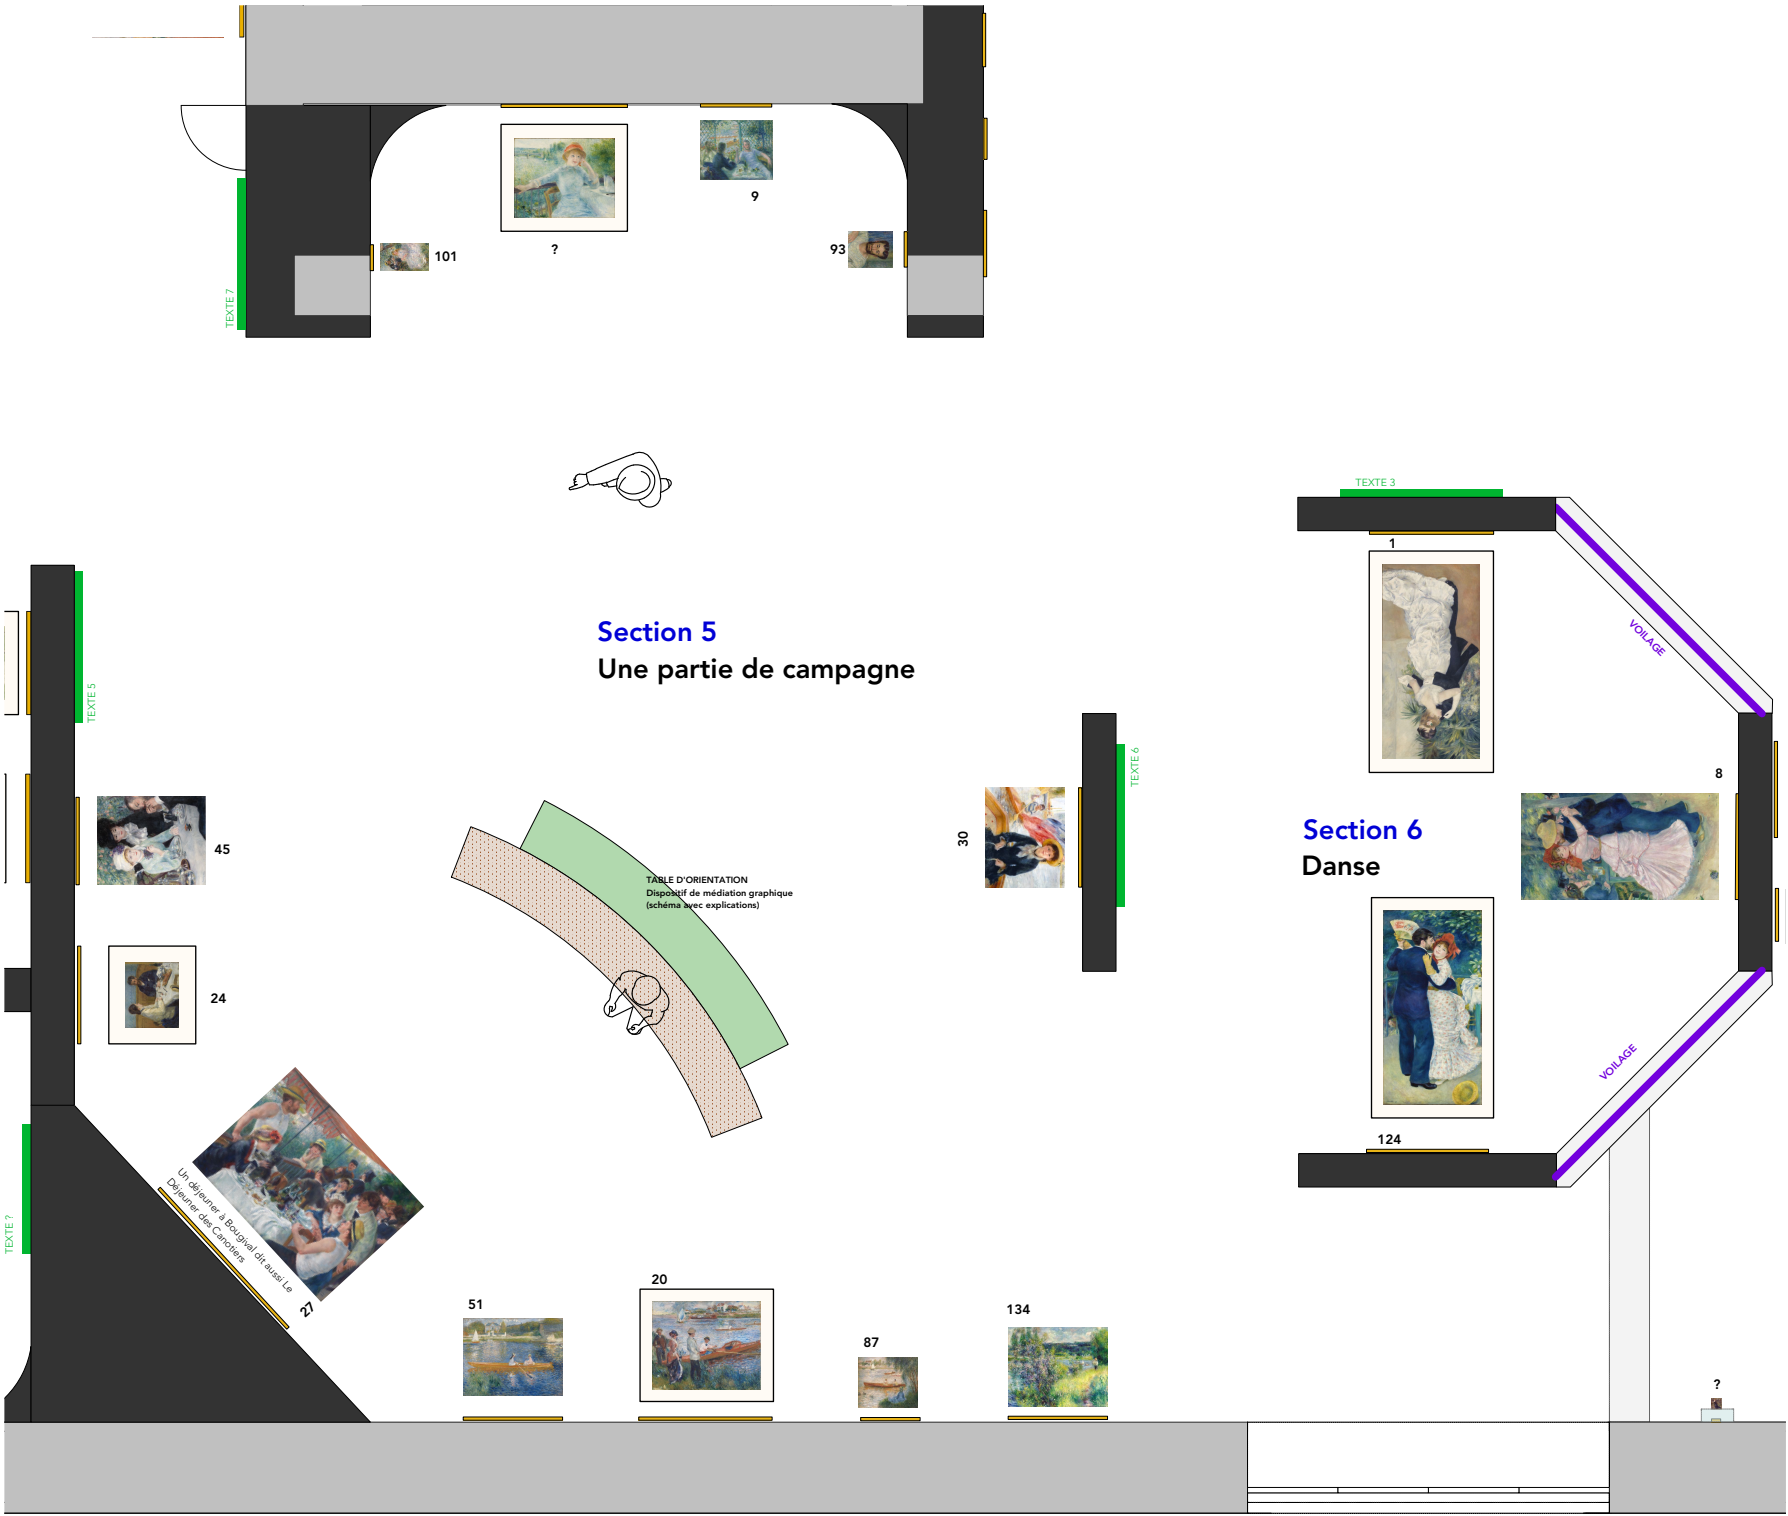 9
?
101
93
TEXTE 7
TEXTE 3
1
VOILAGE
Section 5
Une partie de campagne
TEXTE 5
TEXTE 6
8
45
30
Section 6
Danse
TABLE D'ORIENTATION
Dispositif de médiation graphique
(schéma avec explications)
24
VOILAGE
124
Un déjeuner à Bougival dit aussi Le
Déjeuner des Canotiers
27
TEXTE ?
51
20
87
134
?